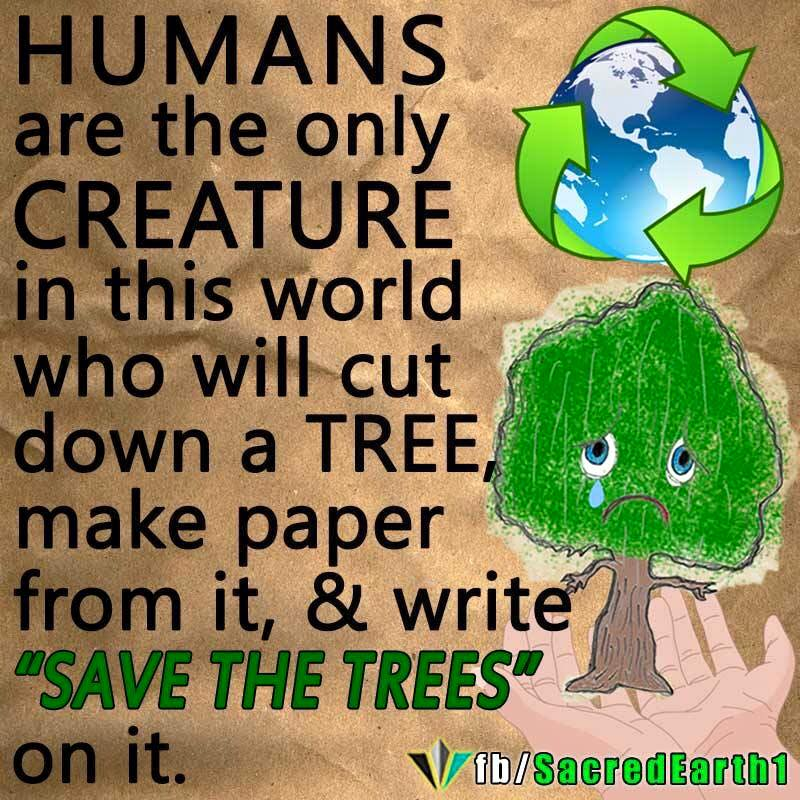 HUMANS
are the only
CREATURE
in this world
who will cut
down a TREE,
make paper
from it, & write
“SAVE THE TREES”
on it.
fb/SacredEarth1